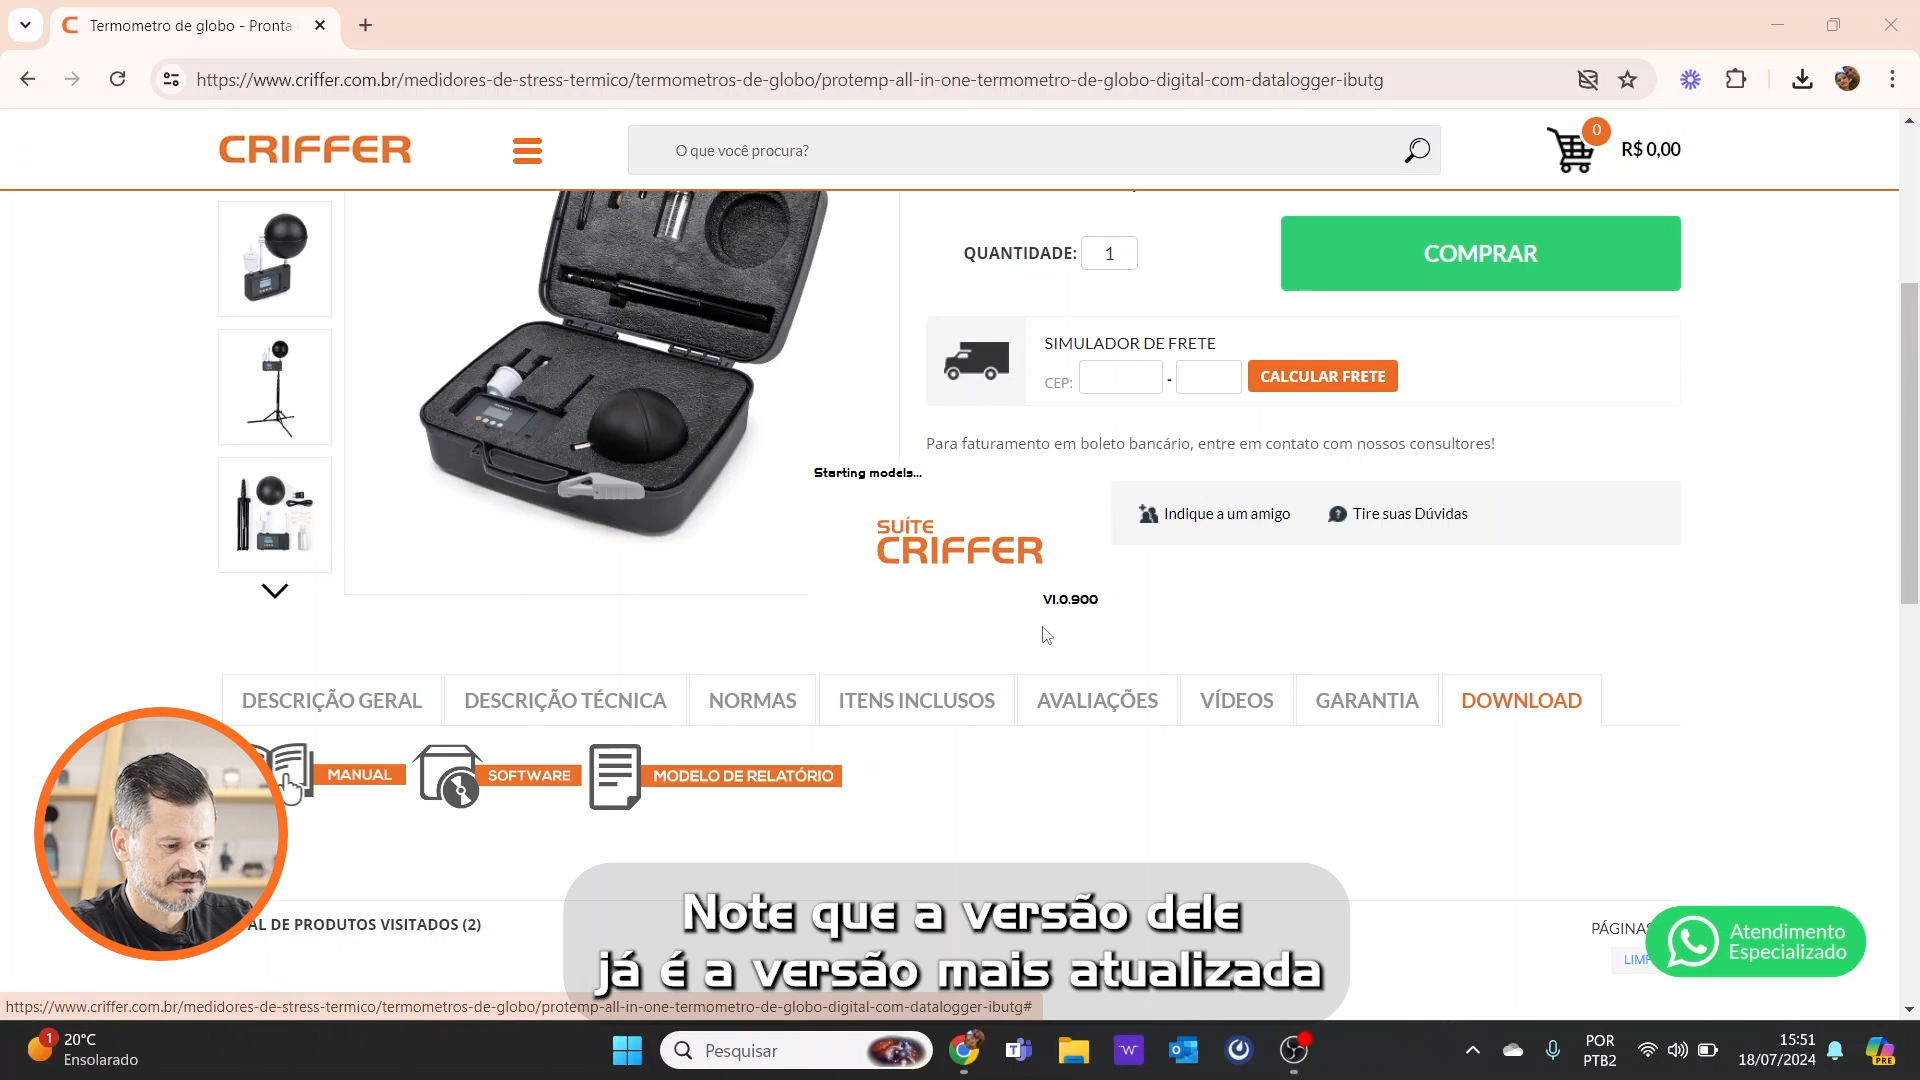 Termometro de globo - Pronta
https://www.criffer.com.br/medidores-de-stress-termico/termometros-de-globo/protemp-all-in-one-termometro-de-globo-digital-com-datalogger-ibutg
CRIFFER
O que você procura?
0
R$ 0,00
QUANTIDADE: 1
COMPRAR
SIMULADOR DE FRETE
CEP: - CALCULAR FRETE
Para faturamento em boleto bancário, entre em contato com nossos consultores!
Starting models...
SUÍTE
CRIFFER
V1.0.900
Indique a um amigo
Tire suas Dúvidas
DESCRIÇÃO GERAL
DESCRIÇÃO TÉCNICA
NORMAS
ITENS INCLUSOS
AVALIAÇÕES
VÍDEOS
GARANTIA
DOWNLOAD
MANUAL
SOFTWARE
MODELO DE RELATÓRIO
Note que a versão dele
já é a versão mais atualizada
AL DE PRODUTOS VISITADOS (2)
PÁGINAS
LIMP
Atendimento
Especializado
https://www.criffer.com.br/medidores-de-stress-termico/termometros-de-globo/protemp-all-in-one-termometro-de-globo-digital-com-datalogger-ibutg#
1
20°C
Ensolarado
Pesquisar
POR
PTB2
15:51
18/07/2024
PRE